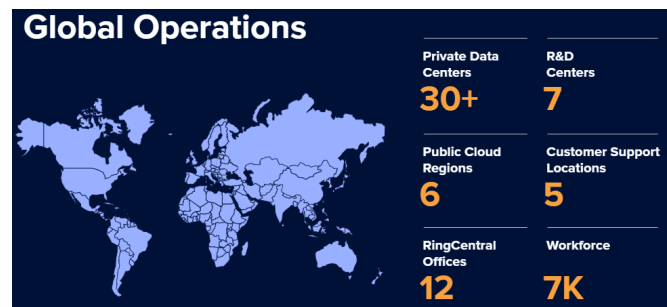 Global Operations
Private Data
Centers
30+
R&D
Centers
7
Public Cloud
Regions
6
Customer Support
Locations
5
RingCentral
Offices
12
Workforce
7K